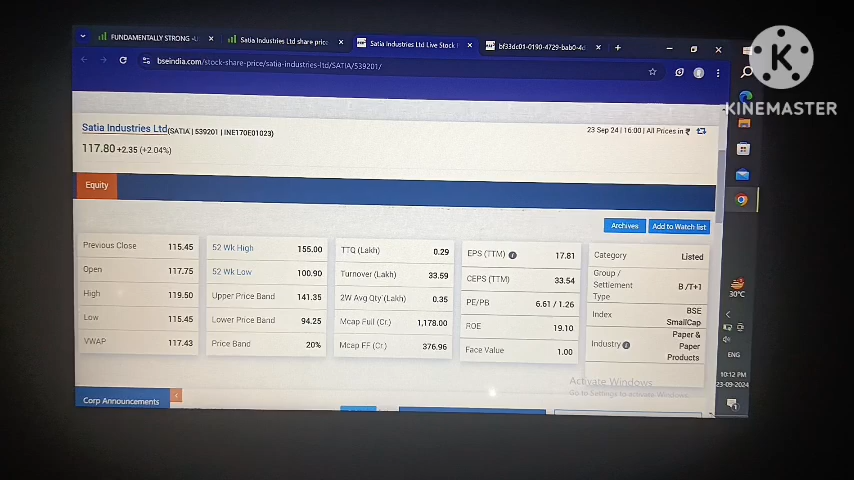 FUNDAMENTALLY STRONG
Satia Industries Ltd share price
Satia Industries Ltd Live Stock
bf33dc01-0190-4729-bab0-4d
bseindia.com/stock-share-price/satia-industries-ltd/SATIA/539201/
K
KINEMASTER
Satia Industries Ltd(SATIA | 539201 | INE170E01023)
23 Sep 24 | 16:00 | All Prices in ₹
117.80 +2.35 (+2.04%)
Equity
Archives
Add to Watch list
Previous Close 115.45
Open 117.75
High 119.50
Low 115.45
VWAP 117.43
52 Wk High 155.00
52 Wk Low 100.90
Upper Price Band 141.35
Lower Price Band 94.25
Price Band 20%
TTQ (Lakh) 0.29
Turnover (Lakh) 33.59
2W Avg Qty (Lakh) 0.35
Mcap Full (Cr.) 1,178.00
Mcap FF (Cr.) 376.96
EPS (TTM) 17.81
CEPS (TTM) 33.54
PE/PB 6.61 / 1.26
ROE 19.10
Face Value 1.00
Category Listed
Group /
Settlement
Type
B /T+1
Index BSE
SmallCap
Industry Paper &
Paper
Products
Activate Windows
Go to Settings to activate Windows.
Corp Announcements
30°C
ENG
10:12 PM
23-09-2024